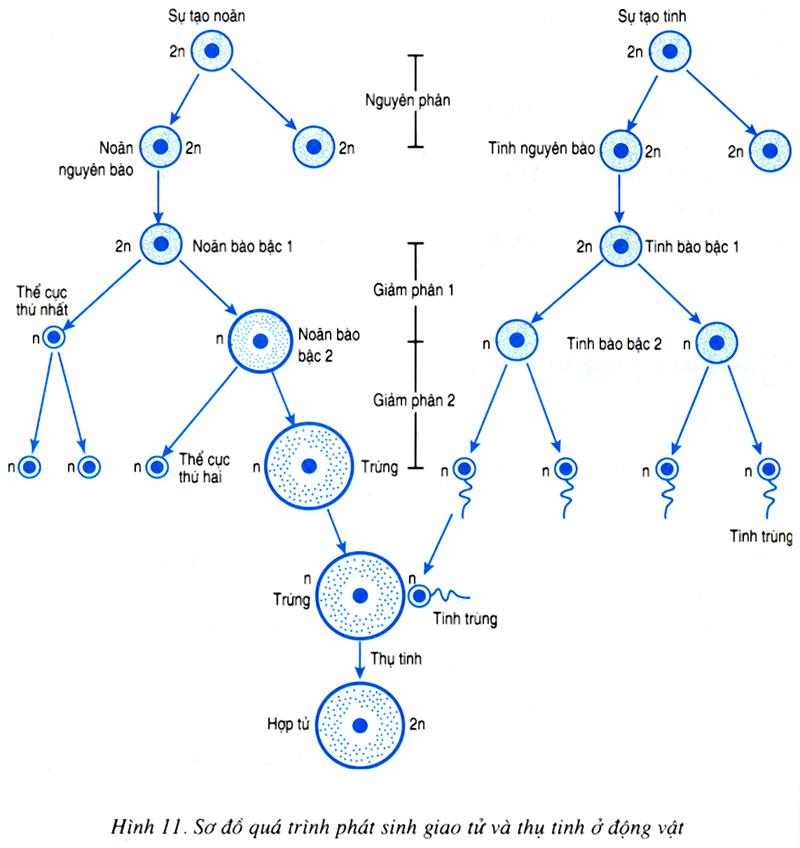 Sự tạo noãn
Sự tạo tinh
2n
2n
Nguyên phân
Noãn
nguyên bào
2n
2n
Tinh nguyên bào
2n
2n
2n
Noãn bào bậc 1
2n
Tinh bào bậc 1
Giảm phân 1
Thể cực
thứ nhất
n
n
Noãn bào
bậc 2
n
Tinh bào bậc 2
n
Giảm phân 2
n
n
n
Thể cực
thứ hai
n
Trứng
n
n
n
n
Tinh trùng
n
Trứng
n
Tinh trùng
Thụ tinh
Hợp tử
2n
Hình 11. Sơ đồ quá trình phát sinh giao tử và thụ tinh ở động vật